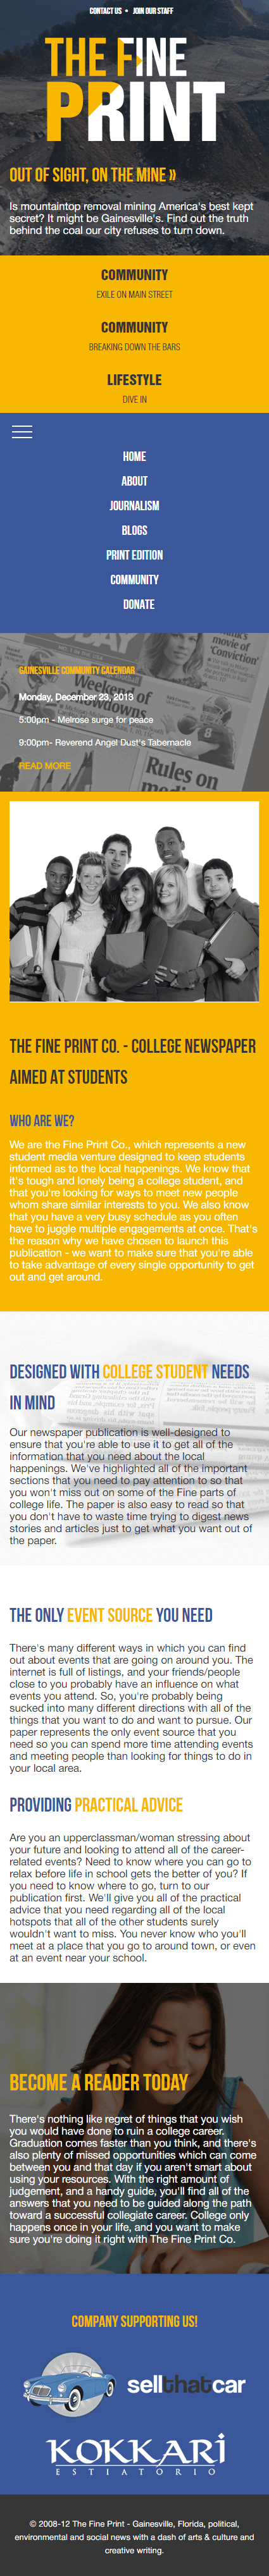 CONTACT US • JOIN OUR STAFF
THE FINE
PRINT
OUT OF SIGHT, ON THE MINE »
Is mountaintop removal mining America's best kept
secret? It might be Gainesville's. Find out the truth
behind the coal our city refuses to turn down.
COMMUNITY
EXILE ON MAIN STREET
COMMUNITY
BREAKING DOWN THE BARS
LIFESTYLE
DIVE IN
HOME
ABOUT
JOURNALISM
BLOGS
PRINT EDITION
COMMUNITY
DONATE
GAINESVILLE COMMUNITY CALENDAR
Monday, December 23, 2013
5:00pm - Melrose surge for peace
9:00pm- Reverend Angel Dust's Tabernacle
READ MORE
movie of
'Conviction'
Weekend of
Rules on
THE FINE PRINT CO. - COLLEGE NEWSPAPER
AIMED AT STUDENTS
WHO ARE WE?
We are the Fine Print Co., which represents a new
student media venture designed to keep students
informed as to the local happenings. We know that
it's tough and lonely being a college student, and
that you're looking for ways to meet new people
whom share similar interests to you. We also know
that you have a very busy schedule as you often
have to juggle multiple engagements at once. That's
the reason why we have chosen to launch this
publication - we want to make sure that you're able
to take advantage of every single opportunity to get
out and get around.
DESIGNED WITH COLLEGE STUDENT NEEDS
IN MIND
Our newspaper publication is well-designed to
ensure that you're able to use it to get all of the
information that you need about the local
happenings. We've highlighted all of the important
sections that you need to pay attention to so that
you won't miss out on some of the Fine parts of
college life. The paper is also easy to read so that
you don't have to waste time trying to digest news
stories and articles just to get what you want out of
the paper.
THE ONLY EVENT SOURCE YOU NEED
There's many different ways in which you can find
out about events that are going on around you. The
internet is full of listings, and your friends/people
close to you probably have an influence on what
events you attend. So, you're probably being
sucked into many different directions with all of the
things that you want to do and want to pursue. Our
paper represents the only event source that you
need so you can spend more time attending events
and meeting people than looking for things to do in
your local area.
PROVIDING PRACTICAL ADVICE
Are you an upperclassman/woman stressing about
your future and looking to attend all of the career-
related events? Need to know where you can go to
relax before life in school gets the better of you? If
you need to know where to go, turn to our
publication first. We'll give you all of the practical
advice that you need regarding all of the local
hotspots that all of the other students surely
wouldn't want to miss. You never know who you'll
meet at a place that you go to around town, or even
at an event near your school.
BECOME A READER TODAY
There's nothing like regret of things that you wish
you would have done to ruin a college career.
Graduation comes faster than you think, and there's
also plenty of missed opportunities which can come
between you and that day if you aren't smart about
using your resources. With the right amount of
judgement, and a handy guide, you'll find all of the
answers that you need to be guided along the path
toward a successful collegiate career. College only
happens once in your life, and you want to make
sure you're doing it right with The Fine Print Co.
COMPANY SUPPORTING US!
sellthatcar
KOKKARI
ESTIATORIO
© 2008-12 The Fine Print - Gainesville, Florida, political,
environmental and social news with a dash of arts & culture and
creative writing.